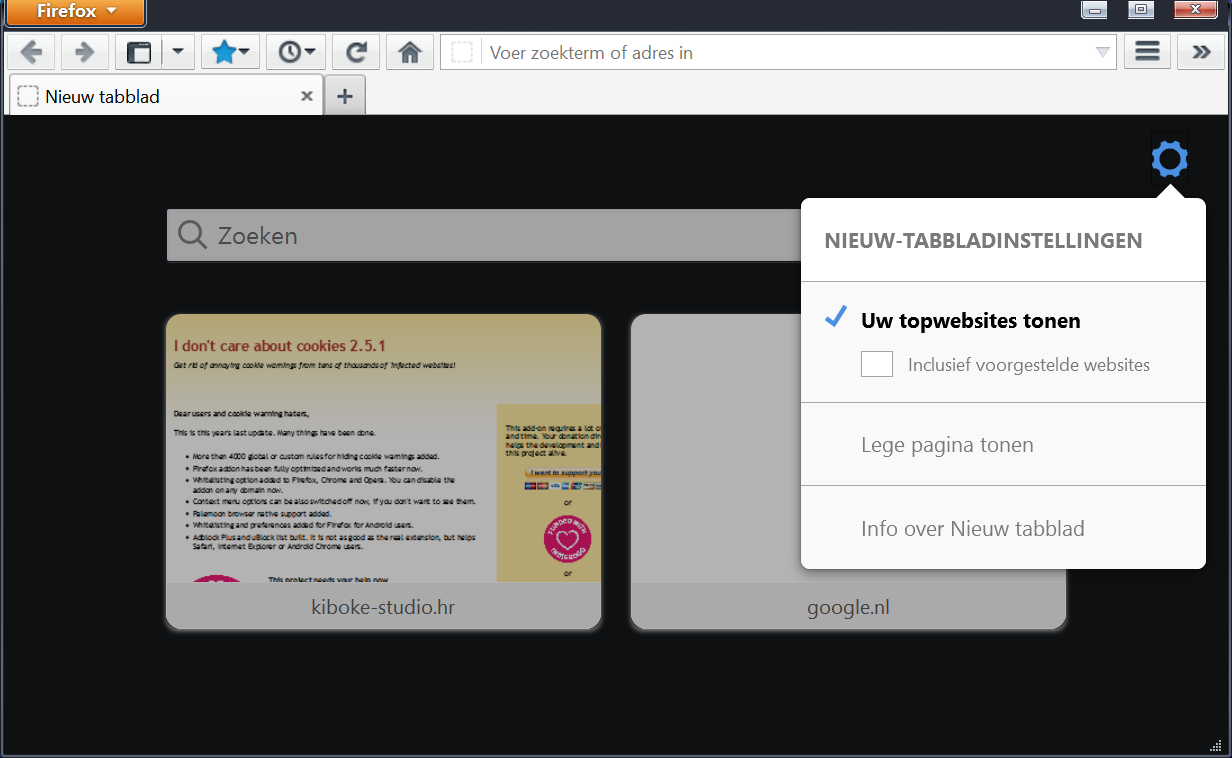 Firefox
Voer zoekterm of adres in
Nieuw tabblad
Zoeken
NIEUW-TABBLADINSTELLINGEN
Uw topwebsites tonen
Inclusief voorgestelde websites
Lege pagina tonen
Info over Nieuw tabblad
I don't care about cookies 2.5.1
Get rid of annoying cookie warnings from tens of thousands of 'infected websites!
Dear users and cookie warning haters,
This is this year's last update. Many things have been done.
• More then 4000 global or custom rules for hiding cookie warnings added.
• Firefox addon has been fully optimized and works much faster now.
• Whitelisting option added to Firefox, Chrome and Opera. You can disable the
addon on any domain now.
• Context menu options can be also switched off now, if you don't want to see them.
• Palemoon browser native support added.
• Whitelisting and preferences added for Firefox for Android users.
• Adblock Plus and uBlock list built. It is not as good as the real extension, but helps
Safari, Internet Explorer or Android Chrome users.
This project needs your help now
This add-on requires a lot o
and time. Your donation dir
helps the development and
this project alive.
I want to support you
or
FUNDED WITH
or
kiboke-studio.hr
google.nl